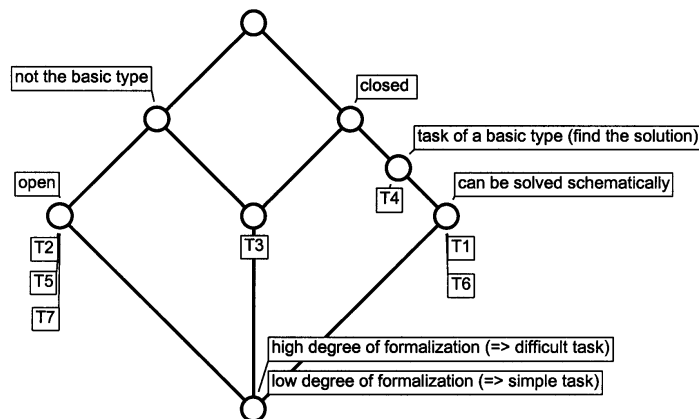 not the basic type
closed
task of a basic type (find the solution)
open
T4
can be solved schematically
T2
T3
T1
T5
T6
T7
high degree of formalization (=> difficult task)
low degree of formalization (=> simple task)